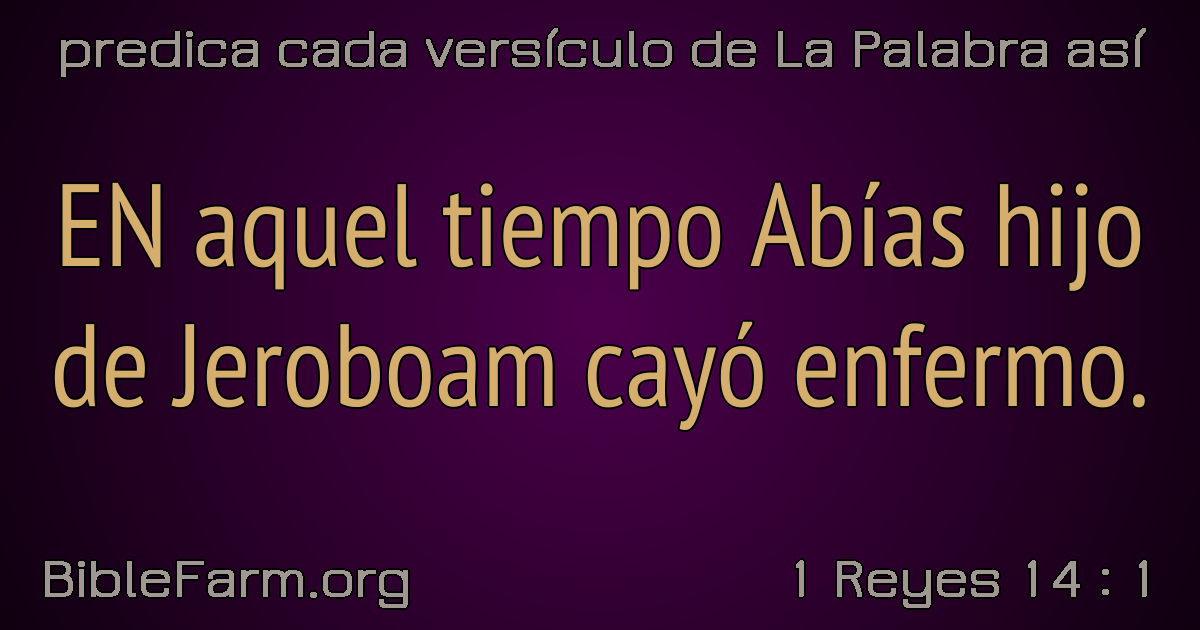 predica cada versículo de La Palabra así
EN aquel tiempo Abías hijo
de Jeroboam cayó enfermo.
BibleFarm.org
1 Reyes 14 : 1